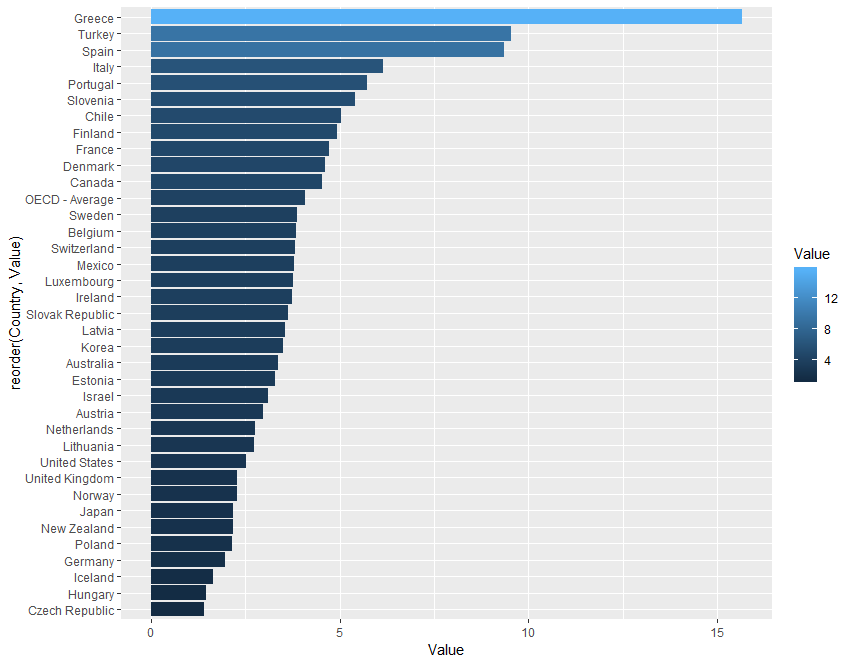 Greece
Turkey
Spain
Italy
Portugal
Slovenia
Chile
Finland
France
Denmark
Canada
OECD - Average
Sweden
Belgium
Switzerland
Mexico
Luxembourg
Ireland
Slovak Republic
Latvia
Korea
Australia
Estonia
Israel
Austria
Netherlands
Lithuania
United States
United Kingdom
Norway
Japan
New Zealand
Poland
Germany
Iceland
Hungary
Czech Republic
reorder(Country, Value)
0 5 10 15
Value
Value
12
8
4